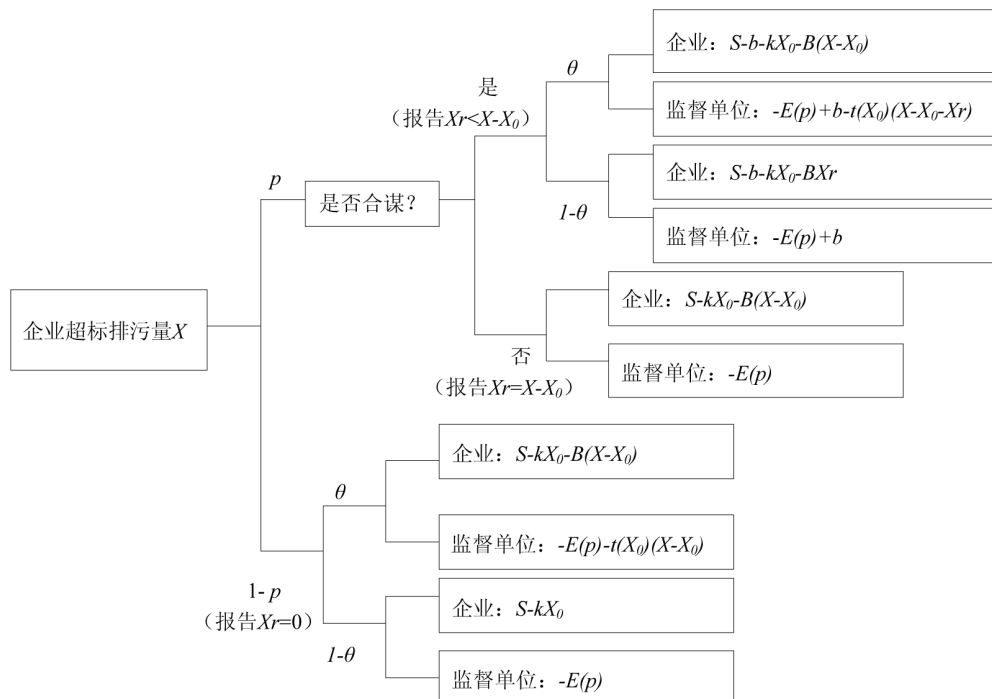 企业：S-b-kX₀-B(X-X₀)
θ
是
（报告Xr<X-X₀）
监督单位：-E(p)+b-t(X₀)(X-X₀-Xr)
企业：S-b-kX₀-BXr
p
是否合谋？
1-θ
监督单位：-E(p)+b
企业：S-kX₀-B(X-X₀)
企业超标排污量X
否
（报告Xr=X-X₀）
监督单位：-E(p)
企业：S-kX₀-B(X-X₀)
θ
监督单位：-E(p)-t(X₀)(X-X₀)
1- p
（报告Xr=0）
企业：S-kX₀
1-θ
监督单位：-E(p)